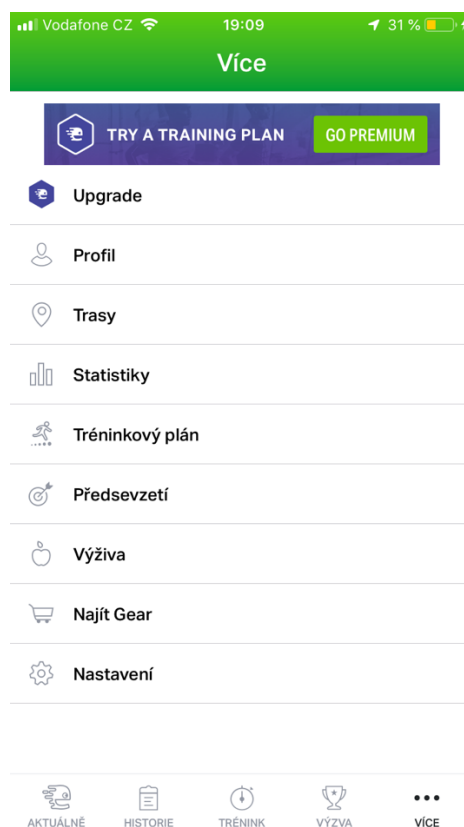 Vodafone CZ 19:09 31 %
Více
TRY A TRAINING PLAN GO PREMIUM
Upgrade
Profil
Trasy
Statistiky
Tréninkový plán
Předsevzetí
Výživa
Najít Gear
Nastavení
AKTUÁLNĚ HISTORIE TRÉNINK VÝZVA VÍCE